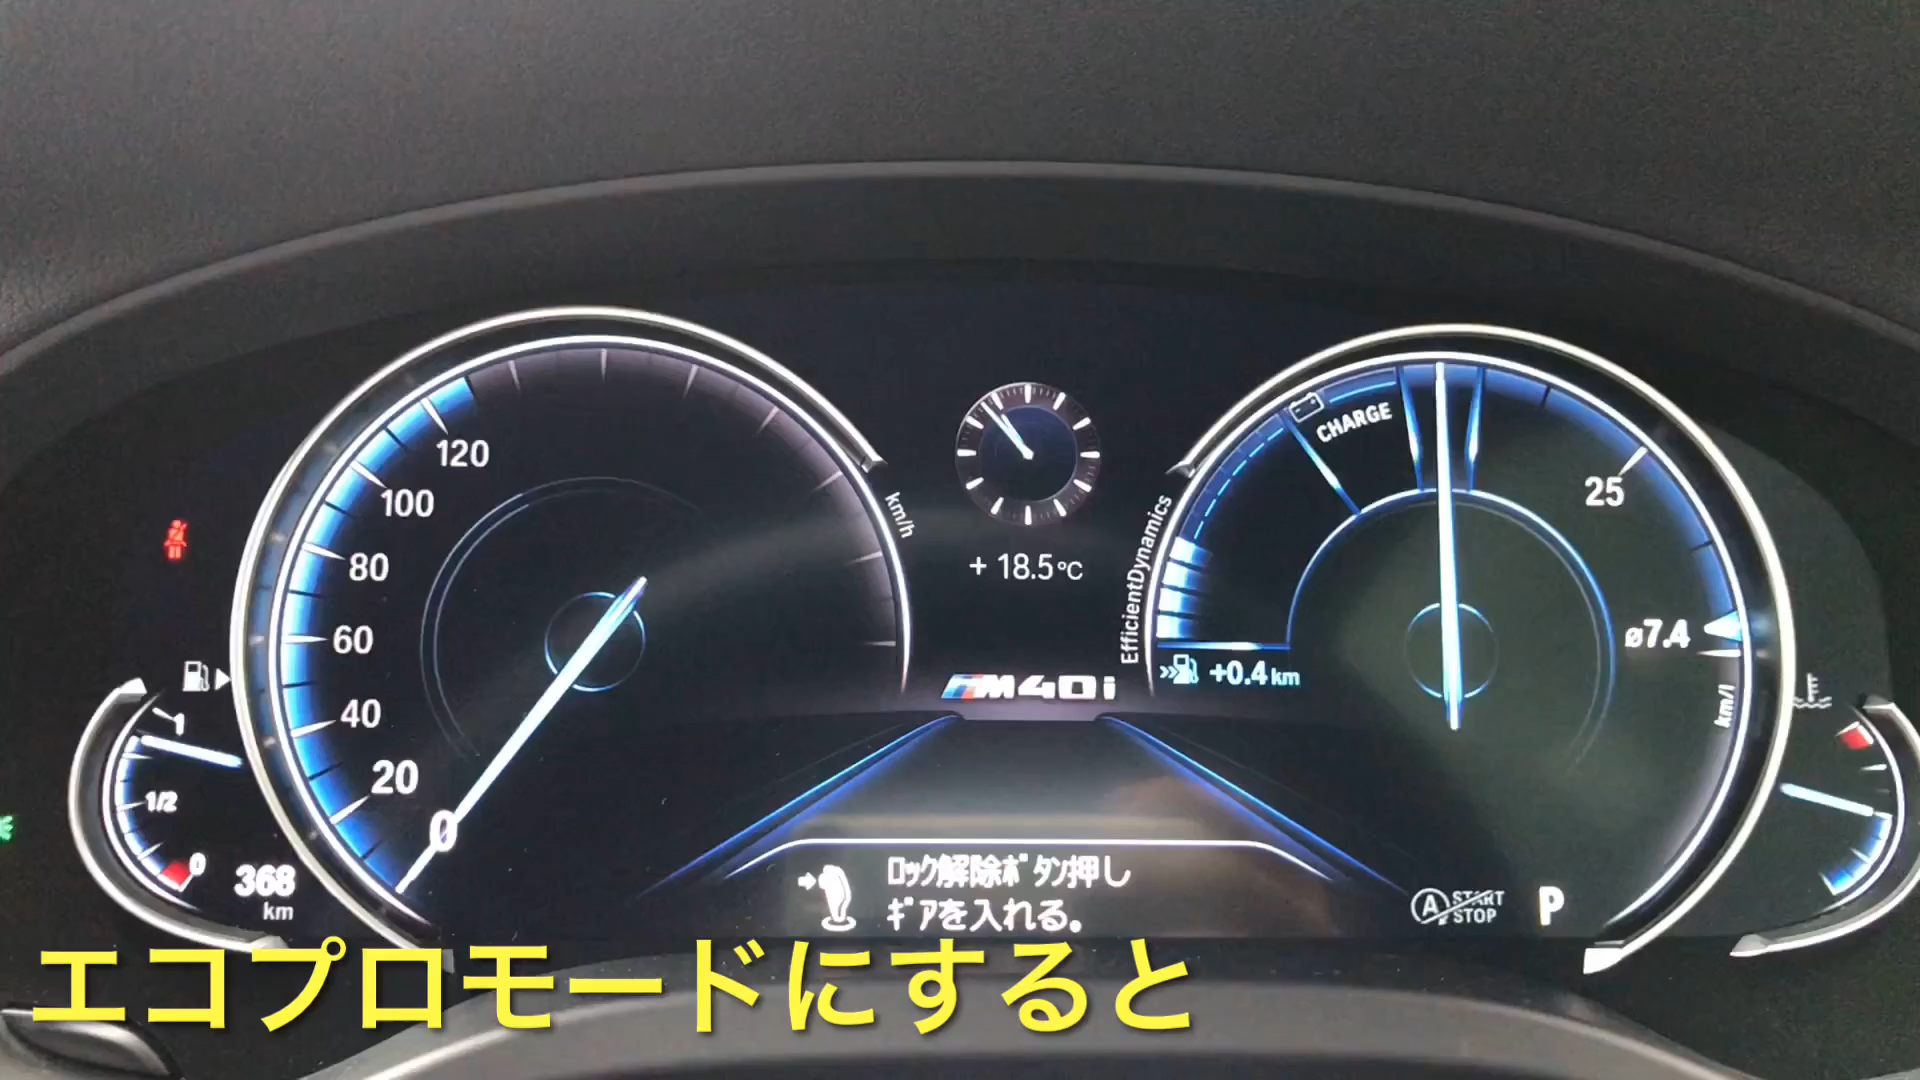 120
100
80
60
40
20
0
km/h
1
1/2
0
368
km
+ 18.5°C
M40i
EfficientDynamics
CHARGE
25
ø7.4
km/l
+0.4 km
ﾛｯｸ解除ﾎﾞﾀﾝ押し
ｷﾞｱを入れる。
A START
STOP
P
エコプロモードにすると